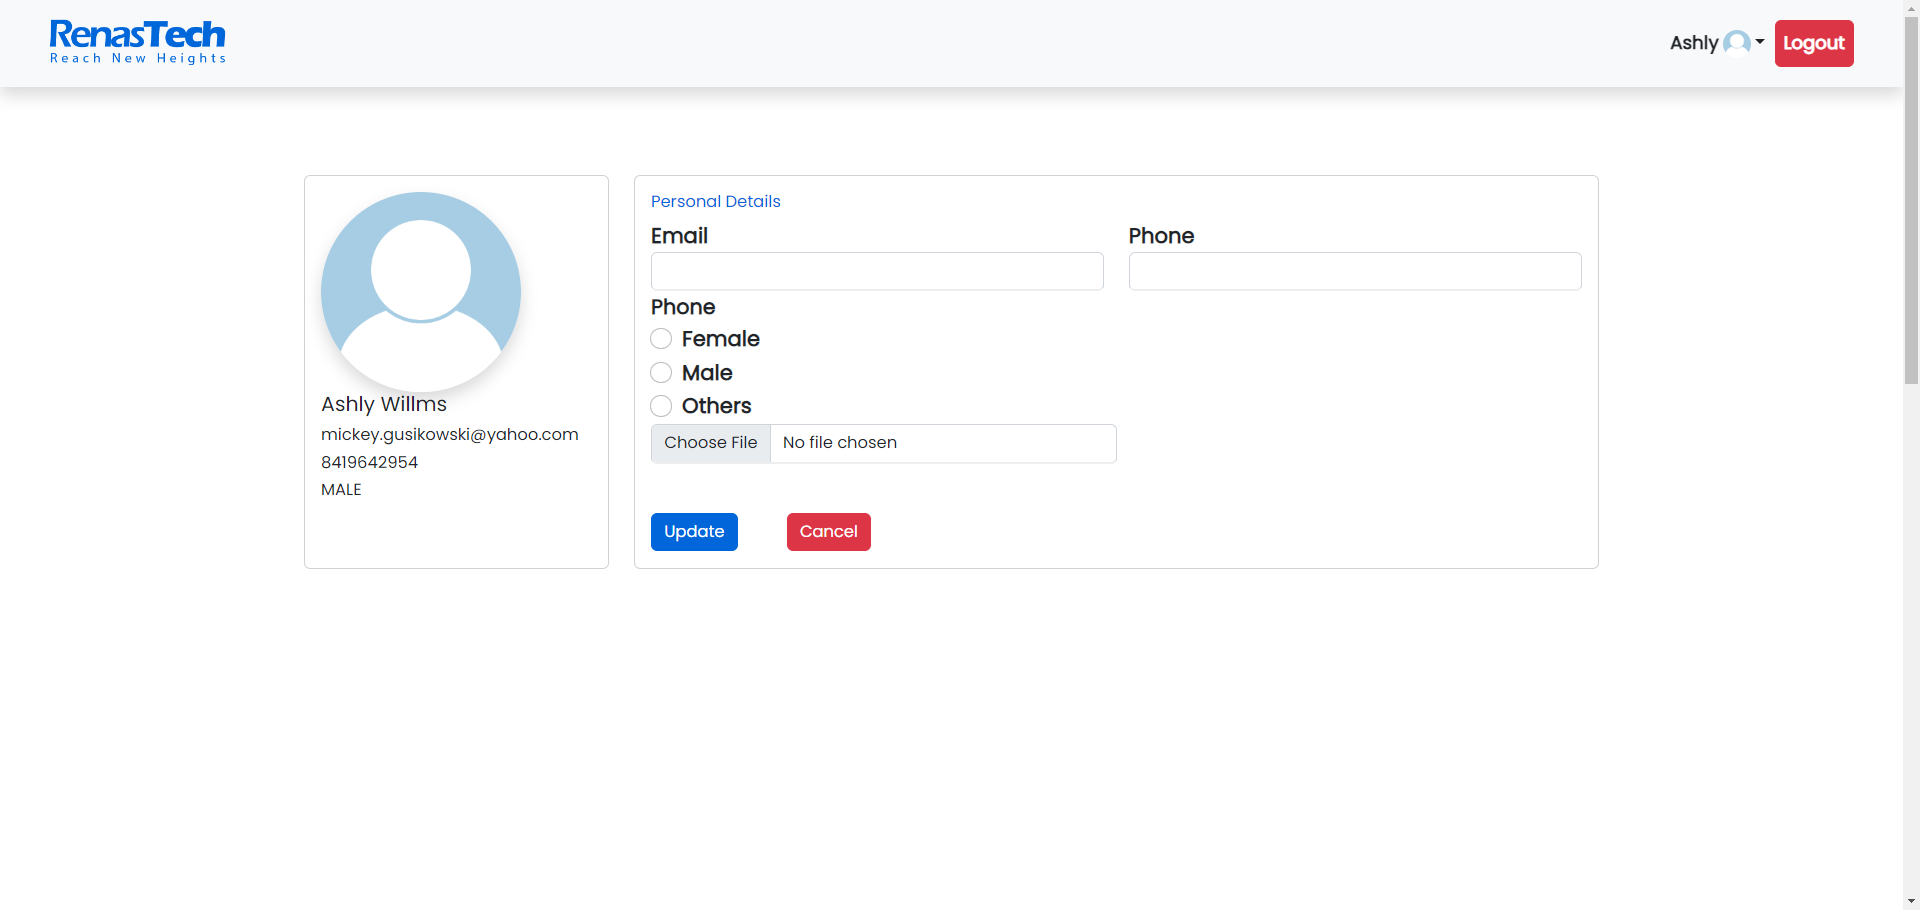 RenasTech
Reach New Heights
Ashly
Logout
Ashly Willms
mickey.gusikowski@yahoo.com
8419642954
MALE
Personal Details
Email
Phone
Phone
Female
Male
Others
Choose File No file chosen
Update
Cancel